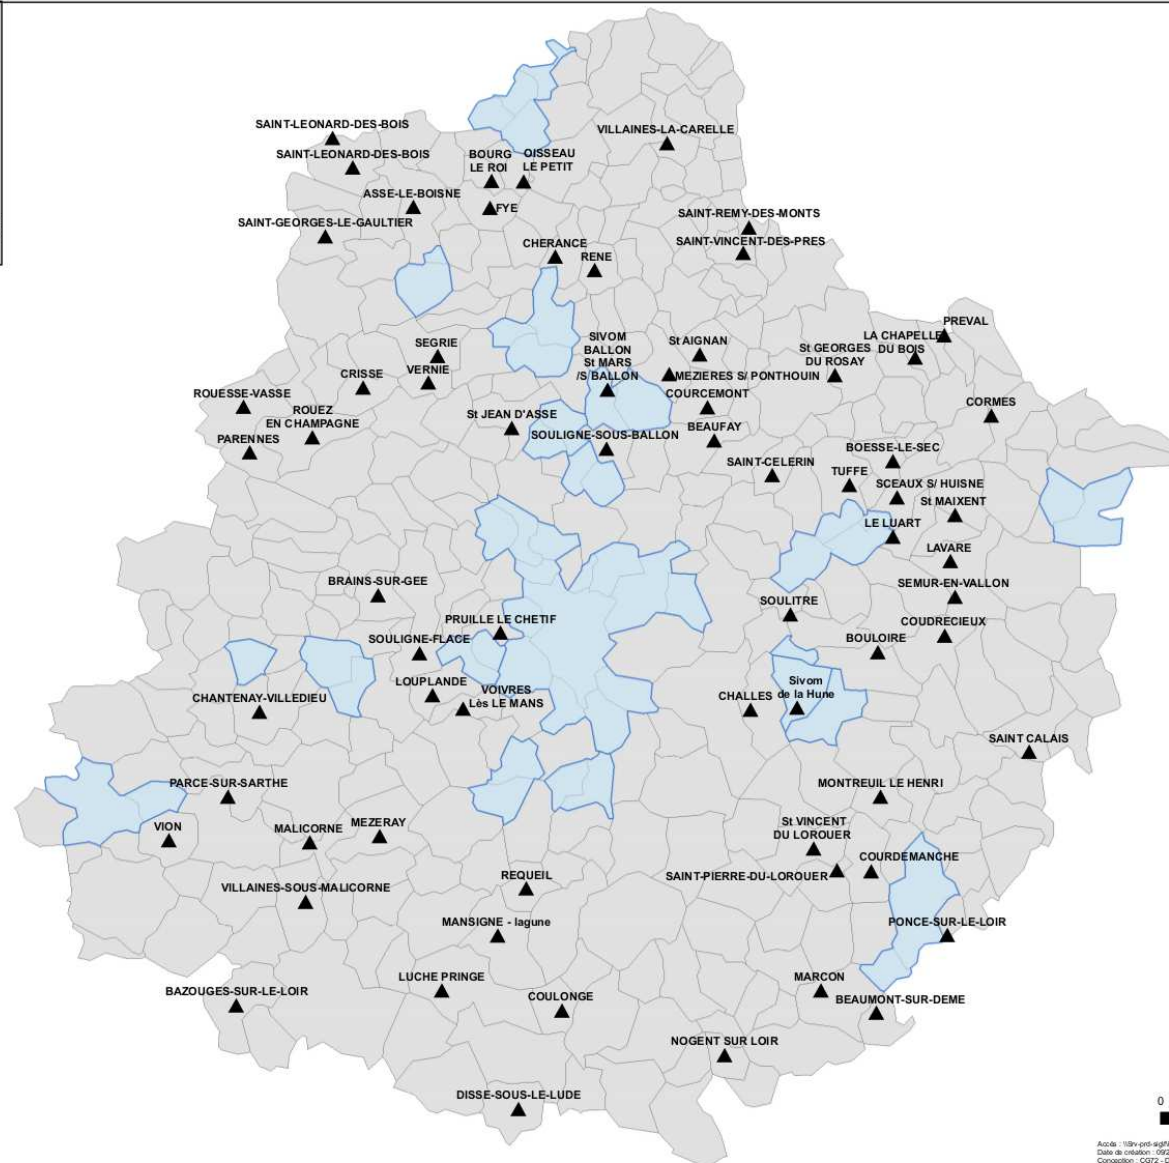 SAINT-LEONARD-DES-BOIS
VILLAINES-LA-CARELLE
SAINT-LEONARD-DES-BOIS
BOURG
LE ROI
OISSEAU
LE PETIT
ASSE-LE-BOISNE
FYE
SAINT-GEORGES-LE-GAULTIER
SAINT-REMY-DES-MONTS
SAINT-VINCENT-DES-PRES
CHERANCE
RENE
PREVAL
LA CHAPELLE
DU BOIS
St GEORGES
DU ROSAY
SEGRIE
VERNIE
SIVOM
BALLON
St MARS
/S BALLON
St AIGNAN
MEZIERES S/ PONTHOUIN
CRISSE
COURCEMONT
ROUESSE-VASSE
ROUEZ
EN CHAMPAGNE
CORMES
St JEAN D'ASSE
BEAUFAY
PARENNES
SOULIGNE-SOUS-BALLON
BOESSE-LE-SEC
SAINT-CELERIN
TUFFE
SCEAUX S/ HUISNE
St MAIXENT
LE LUART
LAVARE
BRAINS-SUR-GEE
SEMUR-EN-VALLON
SOULITRE
PRUILLE LE CHETIF
COUDRECIEUX
SOULIGNE-FLACE
BOULOIRE
LOUPLANDE
VOIVRES
Lès LE MANS
CHANTENAY-VILLEDIEU
CHALLES
Sivom
de la Hune
SAINT CALAIS
PARCE-SUR-SARTHE
MONTREUIL LE HENRI
VION
MALICORNE
MEZERAY
St VINCENT
DU LOROUER
COURDEMANCHE
REQUEIL
SAINT-PIERRE-DU-LOROUER
VILLAINES-SOUS-MALICORNE
MANSIGNE - lagune
PONCE-SUR-LE-LOIR
LUCHE PRINGE
MARCON
BAZOUGES-SUR-LE-LOIR
COULONGE
BEAUMONT-SUR-DEME
NOGENT SUR LOIR
DISSE-SOUS-LE-LUDE
0
Accès :
Date de création :
Conception : CG72 -